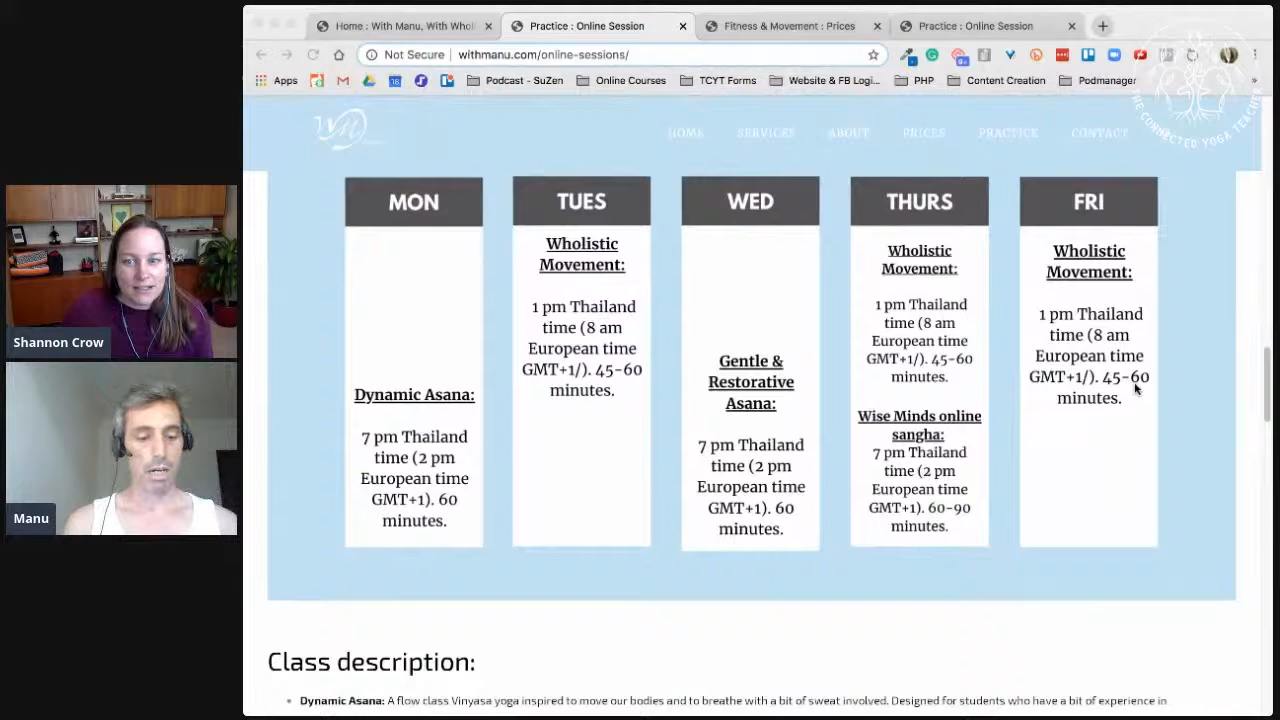 Home : With Manu, With Whol
Practice : Online Session
Fitness & Movement : Prices
Practice : Online Session
Not Secure
withmanu.com/online-sessions/
Apps
Podcast - SuZen
Online Courses
TCYT Forms
Website & FB Logi...
PHP
Content Creation
Podmanager
THE CONNECTED YOGA TEACHER
HOME
SERVICES
ABOUT
PRICES
PRACTICE
CONTACT
MON
Dynamic Asana:
7 pm Thailand
time (2 pm
European time
GMT+1). 60
minutes.
TUES
Wholistic
Movement:
1 pm Thailand
time (8 am
European time
GMT+1/). 45-60
minutes.
WED
Gentle &
Restorative
Asana:
7 pm Thailand
time (2 pm
European time
GMT+1). 60
minutes.
THURS
Wholistic
Movement:
1 pm Thailand
time (8 am
European time
GMT+1/). 45-60
minutes.
Wise Minds online
sangha:
7 pm Thailand
time (2 pm
European time
GMT+1). 60-90
minutes.
FRI
Wholistic
Movement:
1 pm Thailand
time (8 am
European time
GMT+1/). 45-60
minutes.
Shannon Crow
Manu
Class description:
Dynamic Asana: A flow class Vinyasa yoga inspired to move our bodies and to breathe with a bit of sweat involved. Designed for students who have a bit of experience in